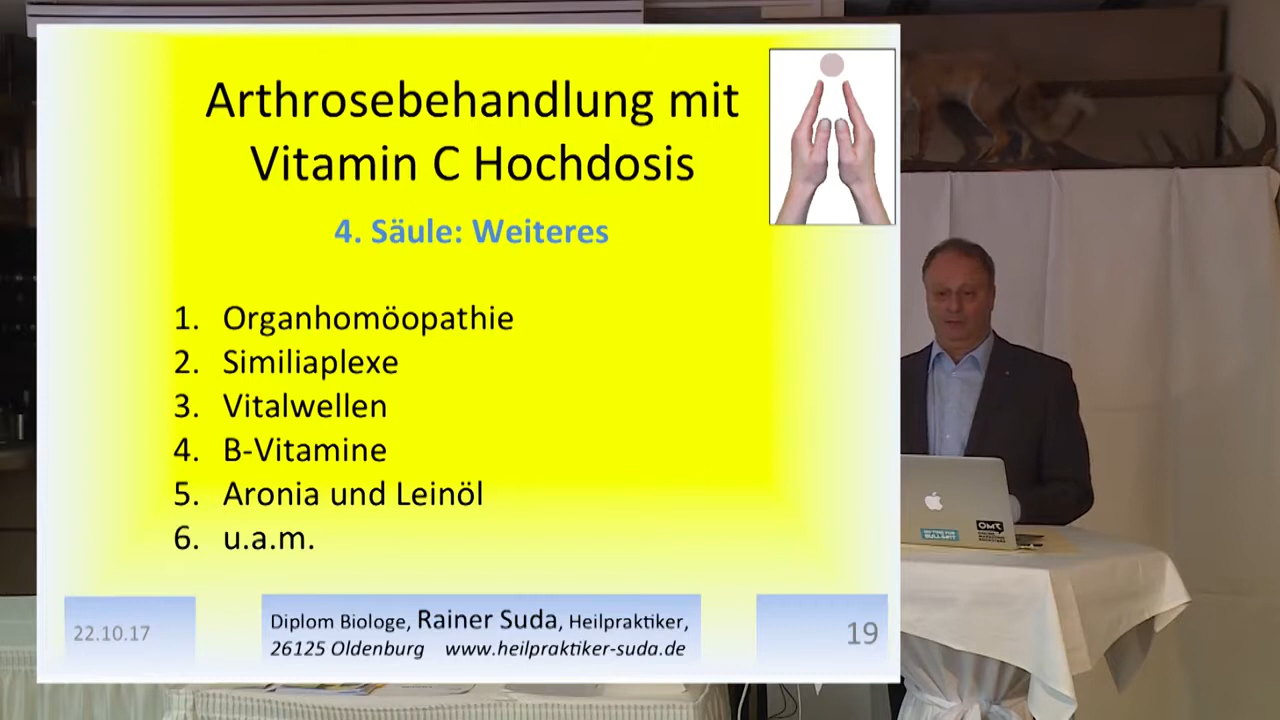 Arthrosebehandlung mit
Vitamin C Hochdosis
4. Säule: Weiteres
1. Organhomöopathie
2. Similiaplexe
3. Vitalwellen
4. B-Vitamine
5. Aronia und Leinöl
6. u.a.m.
22.10.17
Diplom Biologe, Rainer Suda, Heilpraktiker,
26125 Oldenburg www.heilpraktiker-suda.de
19
OMR